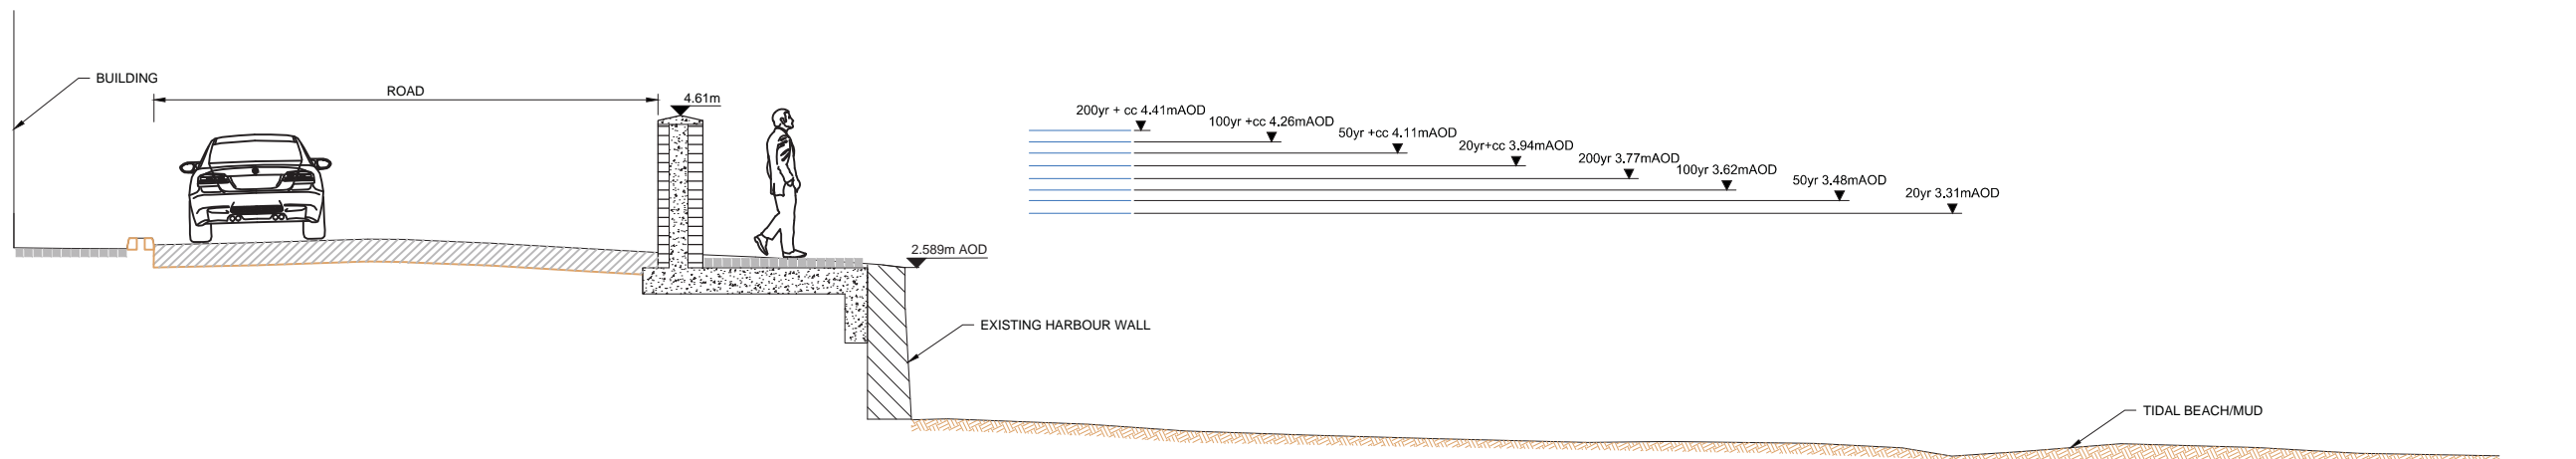 BUILDING
ROAD
4.61m
200yr + cc 4.41mAOD
100yr +cc 4.26mAOD
50yr +cc 4.11mAOD
20yr+cc 3.94mAOD
200yr 3.77mAOD
100yr 3.62mAOD
50yr 3.48mAOD
20yr 3.31mAOD
2.589m AOD
EXISTING HARBOUR WALL
TIDAL BEACH/MUD